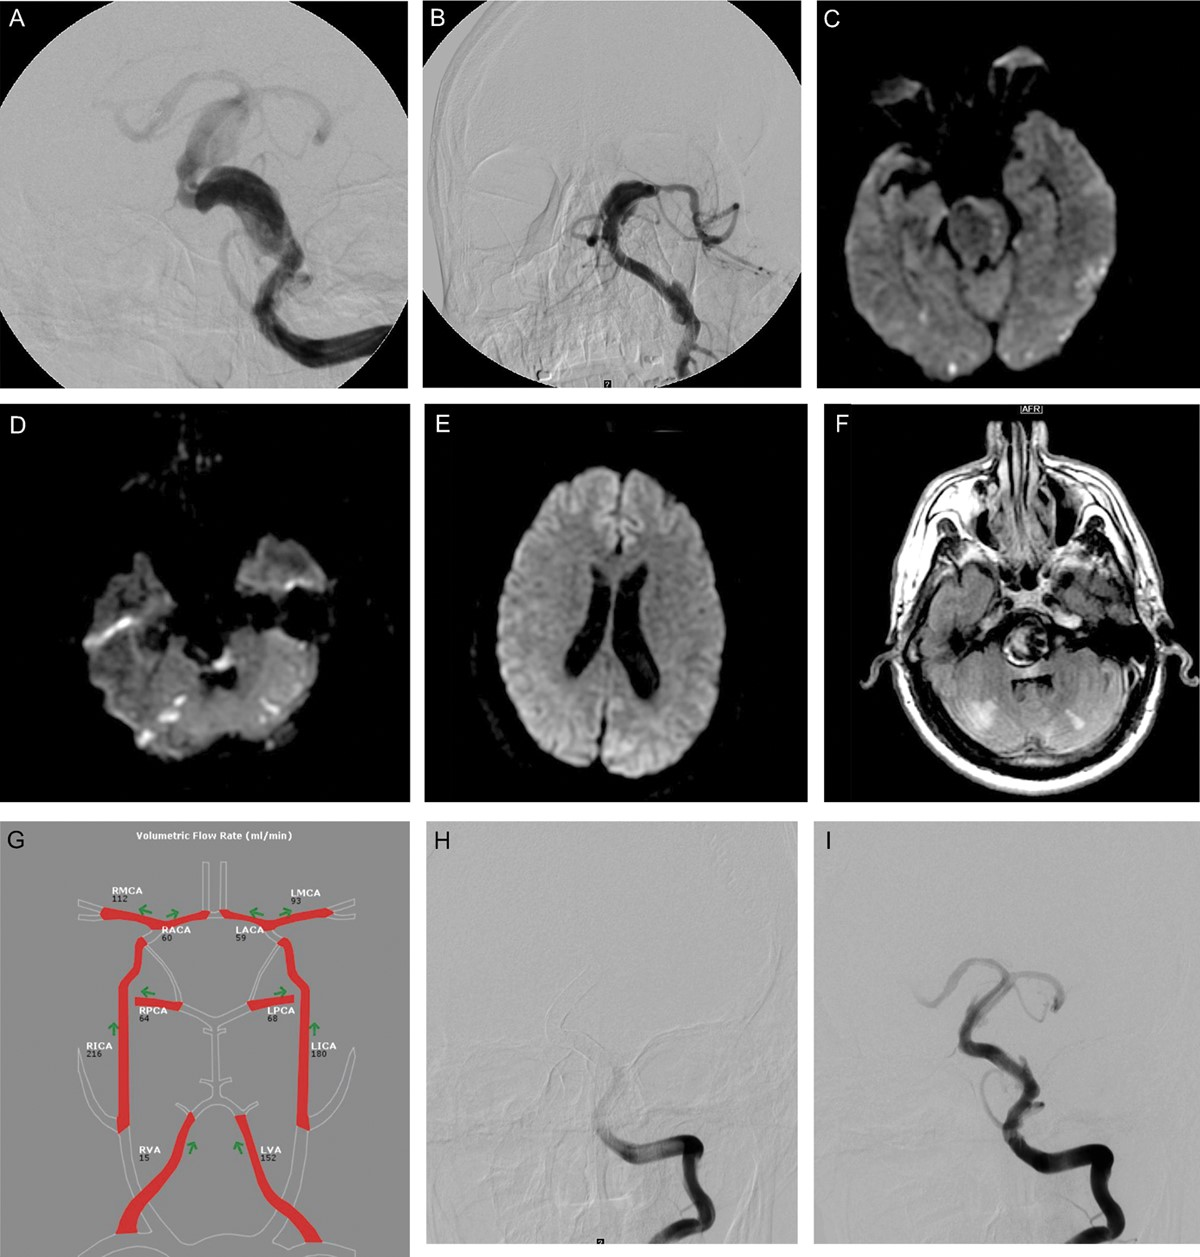 A
B
C
D
E
AFR
F
G
Volumetric Flow Rate (ml/min)
RMCA
112
LMCA
93
RACA
60
LACA
59
RPCA
64
LPCA
68
RICA
216
LICA
180
RVA
15
LVA
152
H
I